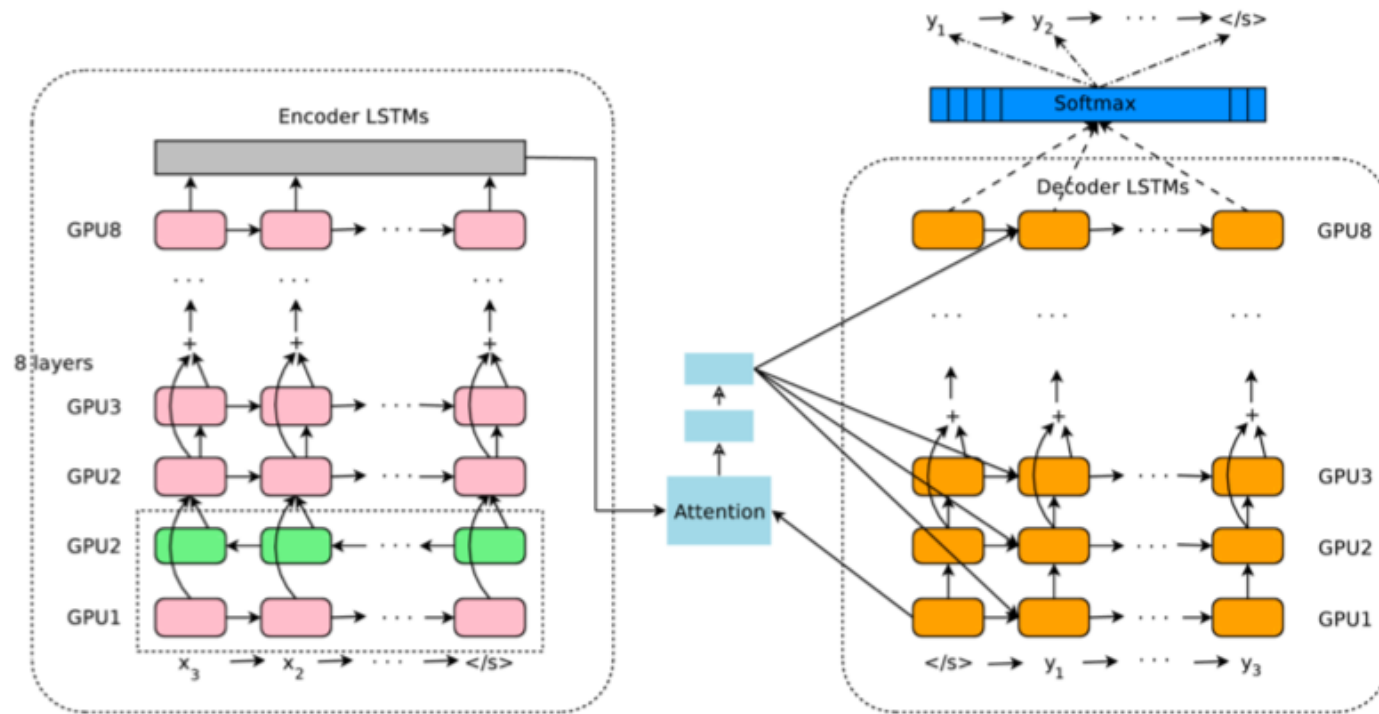 y1 → y2 → ··· → </s>
Softmax
Encoder LSTMs
Decoder LSTMs
GPU8
GPU8
···
···
···
···
···
···
+
+
+
8 layers
GPU3
+
+
+
GPU2
Attention
GPU3
GPU2
GPU2
GPU1
GPU1
x3 → x2 → ··· → </s>
</s> → y1 → ··· → y3